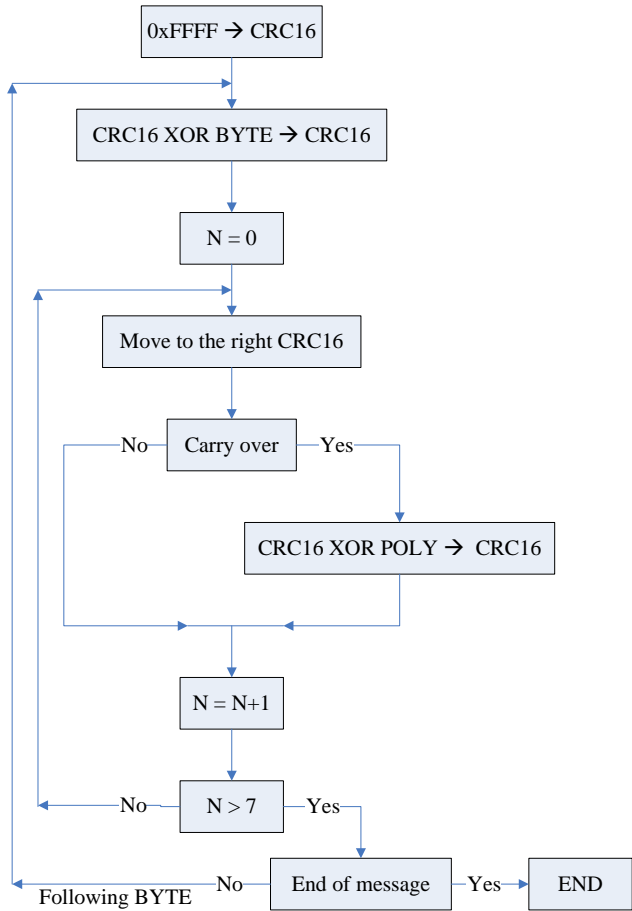 0xFFFF → CRC16
CRC16 XOR BYTE → CRC16
N = 0
Move to the right CRC16
No
Carry over
Yes
CRC16 XOR POLY → CRC16
N = N+1
No
N > 7
Yes
Following BYTE
No
End of message
Yes
END